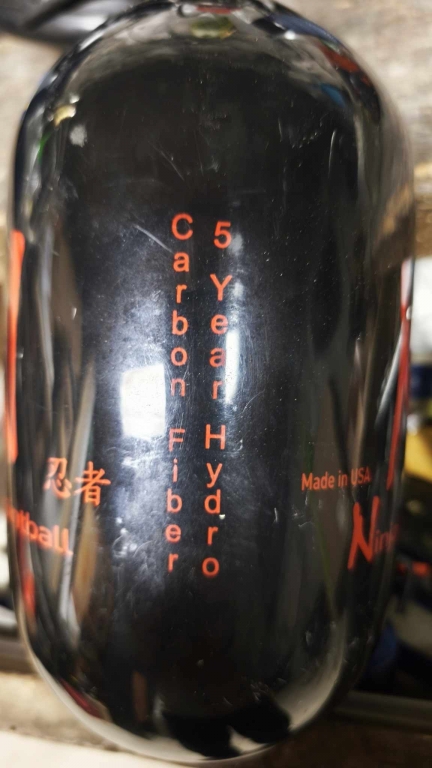 Carbon Fiber
5 Year Hydro
忍者
Made in USA